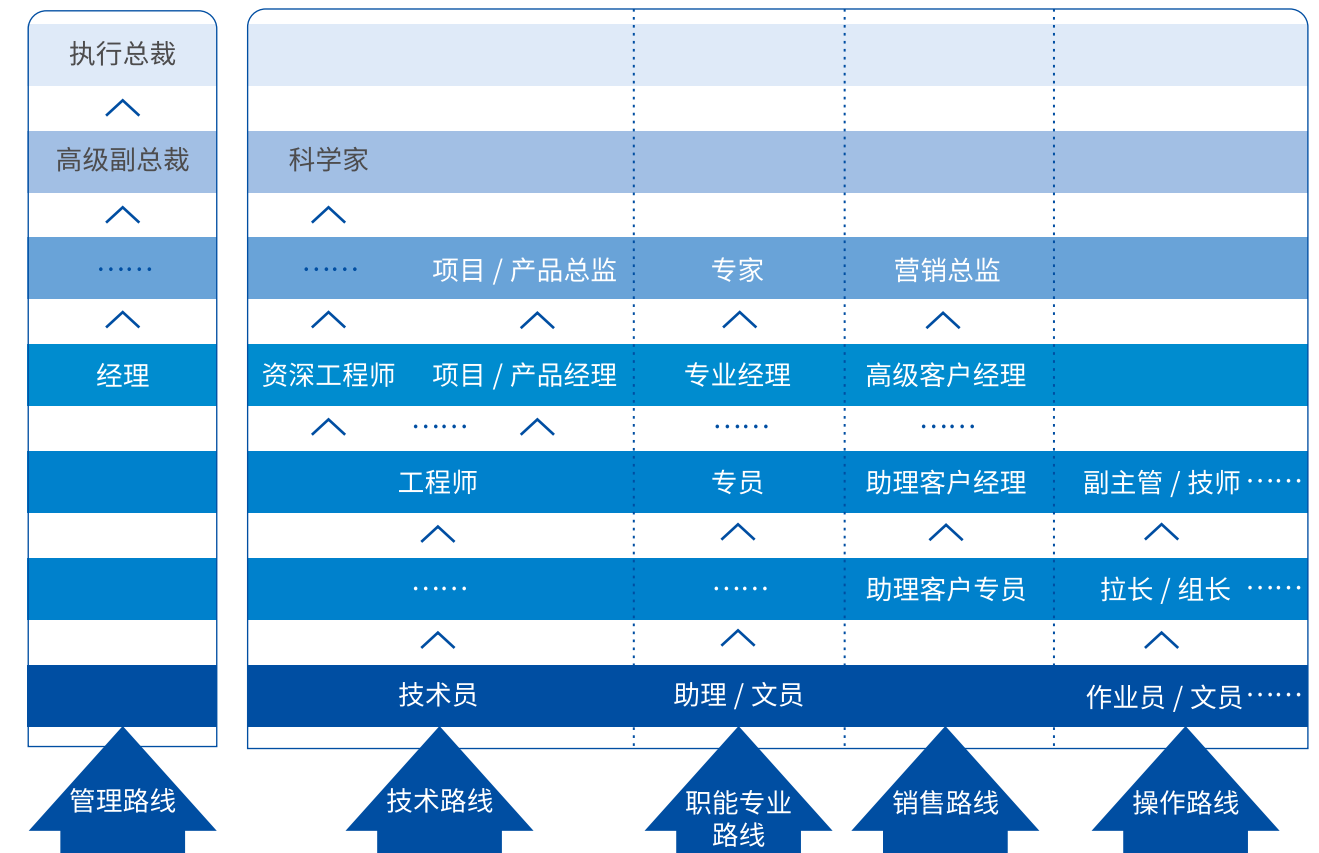 执行总裁
高级副总裁 科学家
…… …… 项目 / 产品总监 专家 营销总监
经理 资深工程师 项目 / 产品经理 专业经理 高级客户经理
…… …… ……
工程师 专员 助理客户经理 副主管 / 技师 ……
…… …… 助理客户专员 拉长 / 组长 ……
技术员 助理 / 文员 作业员 / 文员 ……
管理路线 技术路线 职能专业 销售路线 操作路线
路线